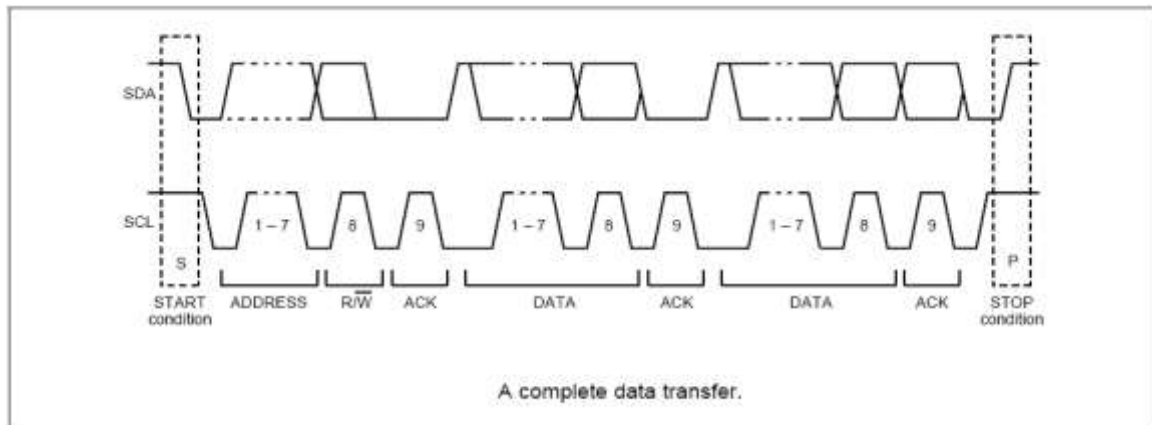 SDA
SCL
1 – 7 8 9 1 – 7 8 9 1 – 7 8 9
S P
START condition ADDRESS R/W̅ ACK DATA ACK DATA ACK STOP condition
A complete data transfer.